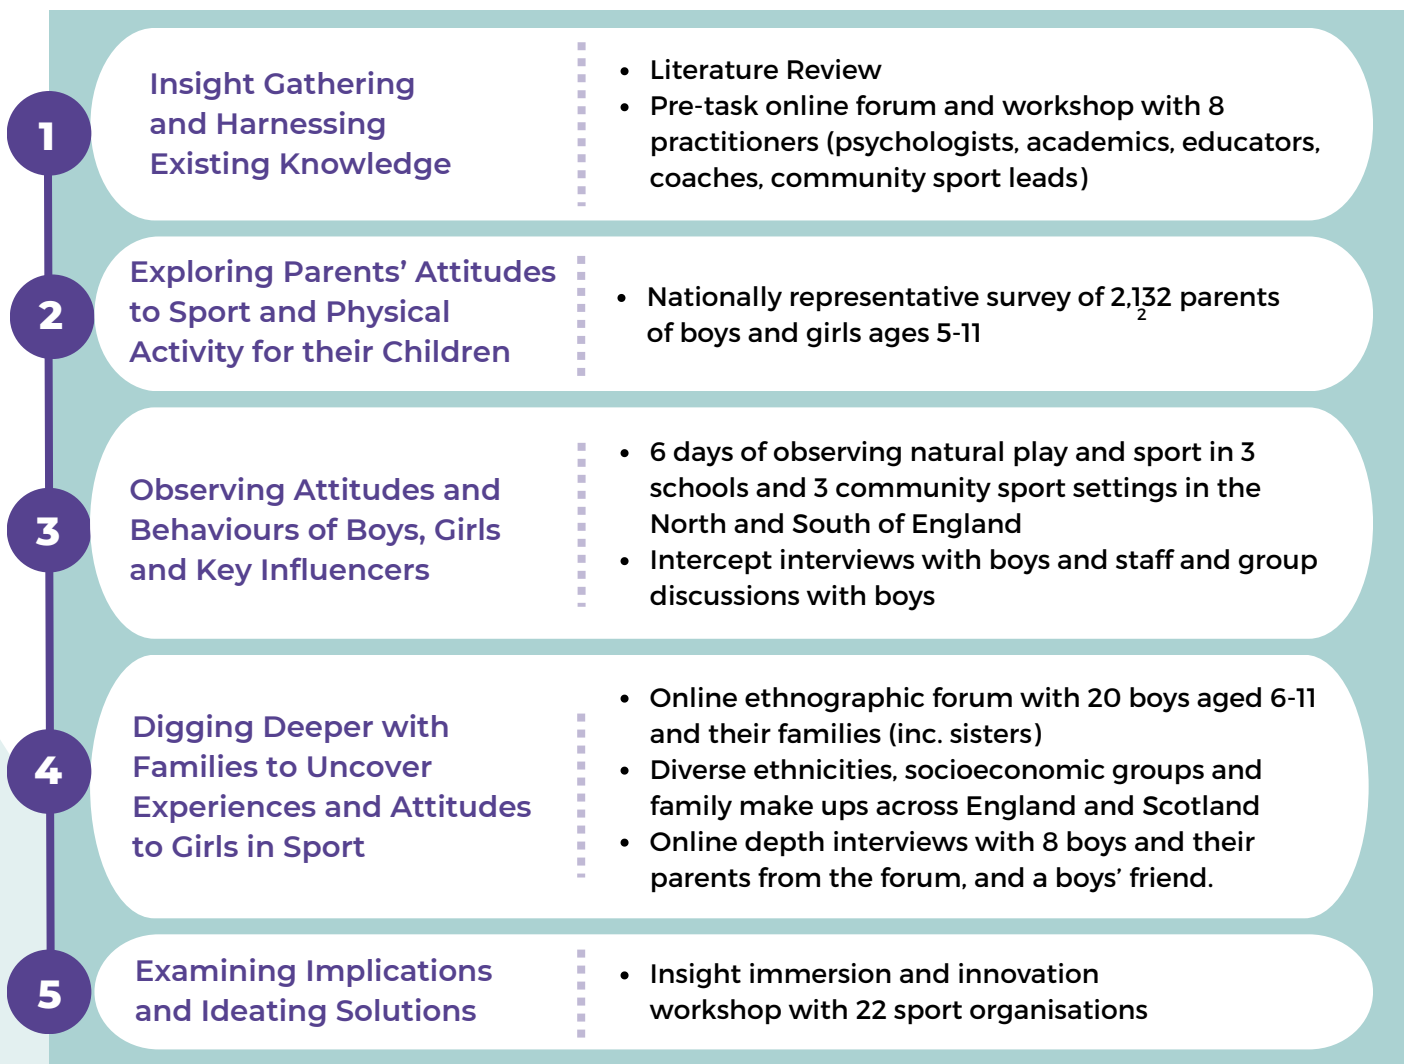 1
Insight Gathering
and Harnessing
Existing Knowledge
• Literature Review
• Pre-task online forum and workshop with 8
practitioners (psychologists, academics, educators,
coaches, community sport leads)
2
Exploring Parents’ Attitudes
to Sport and Physical
Activity for their Children
• Nationally representative survey of 2,132 parents
2
of boys and girls ages 5-11
3
Observing Attitudes and
Behaviours of Boys, Girls
and Key Influencers
• 6 days of observing natural play and sport in 3
schools and 3 community sport settings in the
North and South of England
• Intercept interviews with boys and staff and group
discussions with boys
4
Digging Deeper with
Families to Uncover
Experiences and Attitudes
to Girls in Sport
• Online ethnographic forum with 20 boys aged 6-11
and their families (inc. sisters)
• Diverse ethnicities, socioeconomic groups and
family make ups across England and Scotland
• Online depth interviews with 8 boys and their
parents from the forum, and a boys’ friend.
5
Examining Implications
and Ideating Solutions
• Insight immersion and innovation
workshop with 22 sport organisations